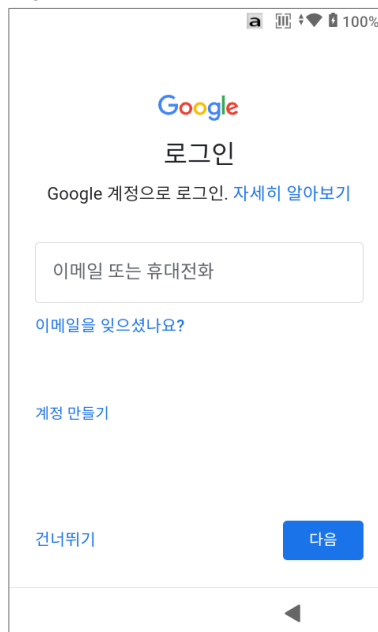 a 100%
Google
로그인
Google 계정으로 로그인. 자세히 알아보기
이메일 또는 휴대전화
이메일을 잊으셨나요?
계정 만들기
건너뛰기 다음